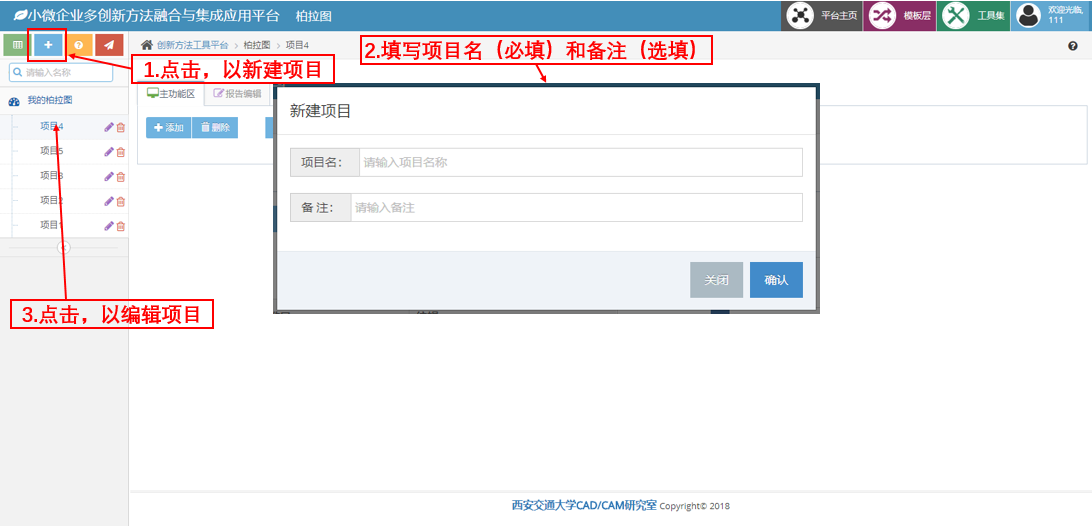 小微企业多创新方法融合与集成应用平台 柏拉图
平台主页 模板层 工具集 欢迎光临, 111
创新方法工具平台 > 柏拉图 > 项目4
2.填写项目名（必填）和备注（选填）
1.点击，以新建项目
请输入名称
我的柏拉图
项目4
项目5
项目3
项目2
项目1
主功能区 报告编辑
添加 删除
新建项目
项目名: 请输入项目名称
备 注: 请输入备注
关闭 确认
3.点击，以编辑项目
西安交通大学CAD/CAM研究室 Copyright© 2018